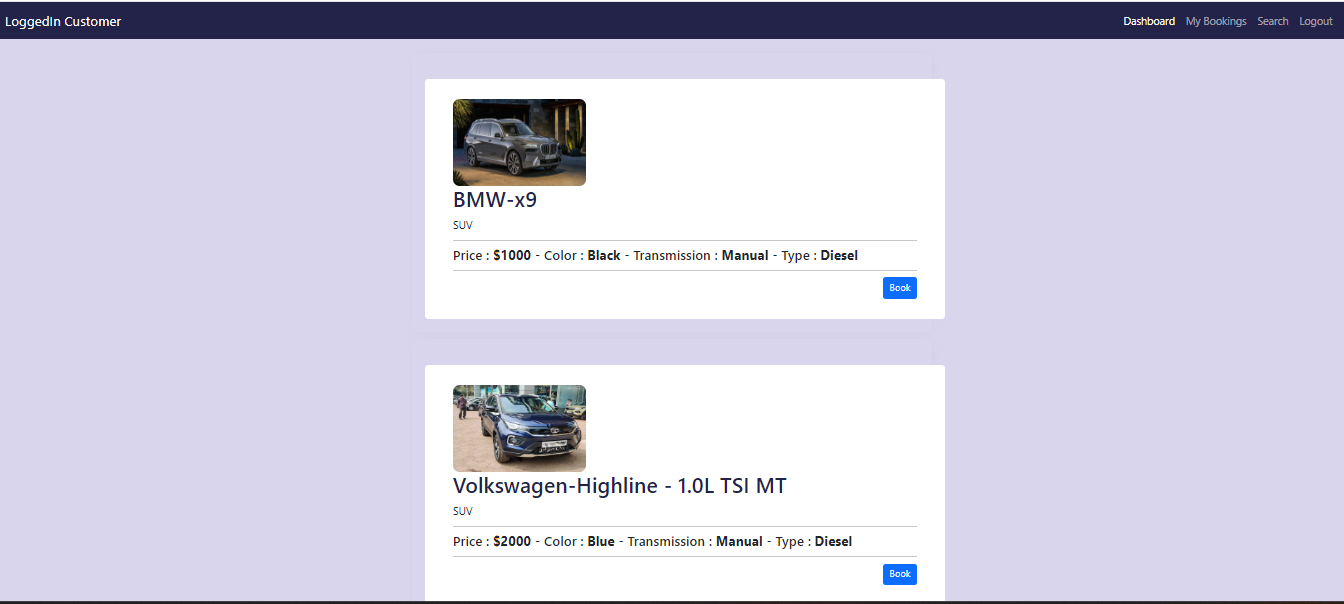 LoggedIn Customer
Dashboard My Bookings Search Logout
BMW-x9
SUV
Price : $1000 - Color : Black - Transmission : Manual - Type : Diesel
Book
Volkswagen-Highline - 1.0L TSI MT
SUV
Price : $2000 - Color : Blue - Transmission : Manual - Type : Diesel
Book